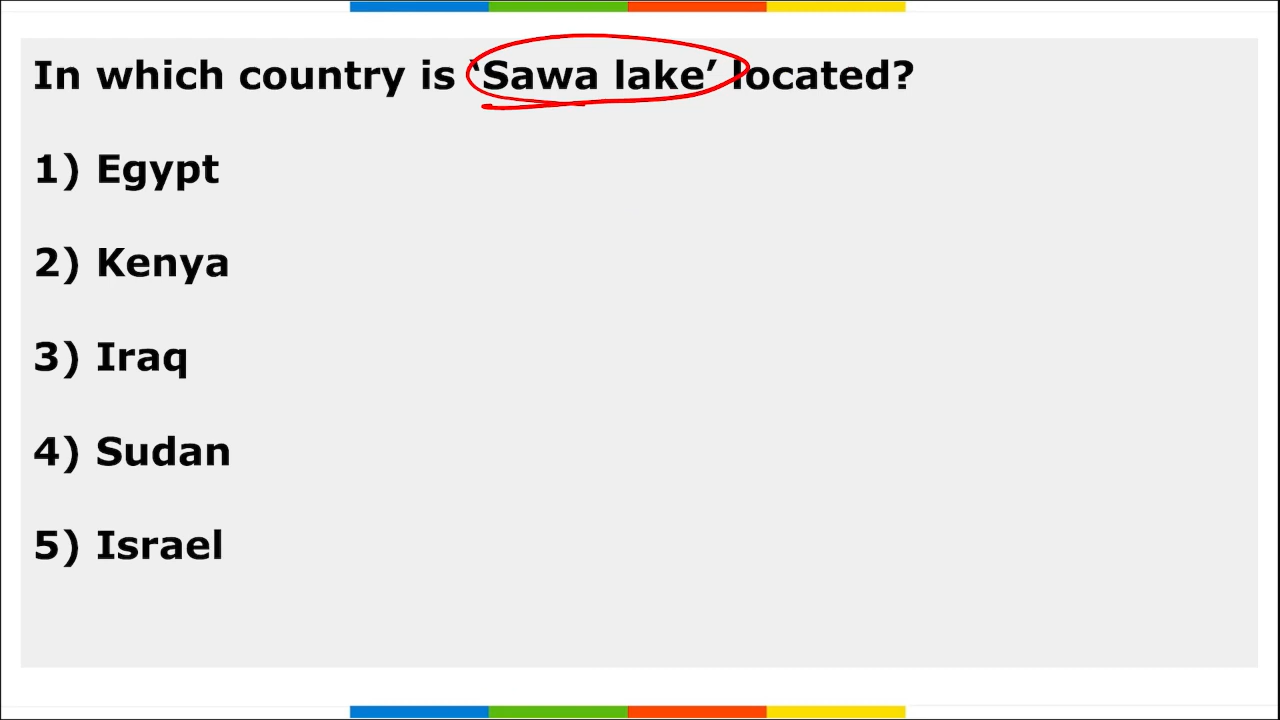 In which country is ‘Sawa lake’ located?
1) Egypt
2) Kenya
3) Iraq
4) Sudan
5) Israel